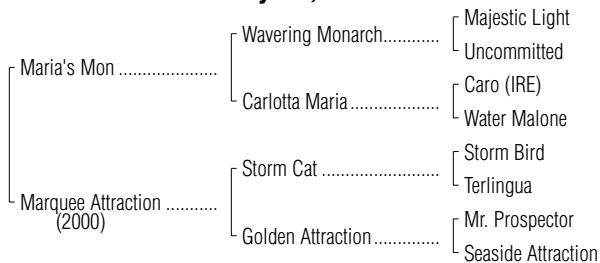 Majestic Light
Wavering Monarch............
Uncommitted
Maria's Mon .....................
Caro (IRE)
Carlotta Maria...................
Water Malone
Storm Bird
Storm Cat .........................
Terlingua
Marquee Attraction ...........
(2000)
Mr. Prospector
Golden Attraction..............
Seaside Attraction